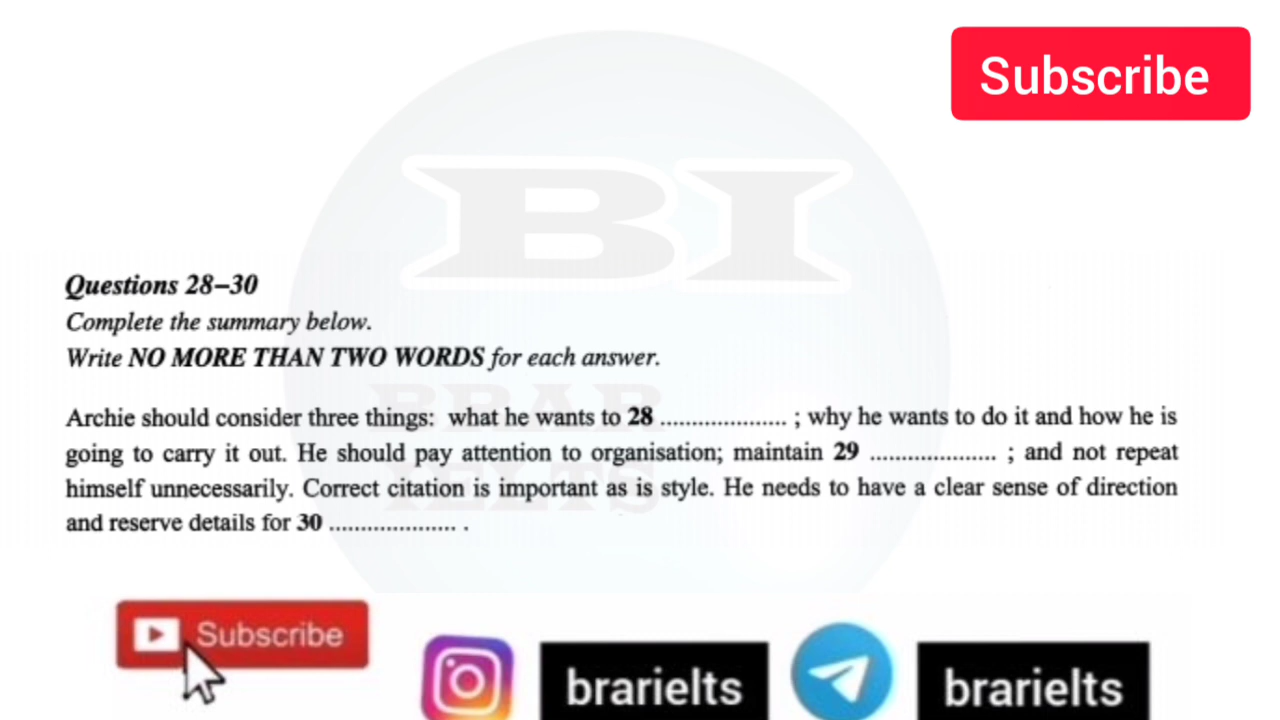 Subscribe
BI
BRAR
IELTS
Questions 28–30
Complete the summary below.
Write NO MORE THAN TWO WORDS for each answer.
Archie should consider three things: what he wants to 28 .................... ; why he wants to do it and how he is
going to carry it out. He should pay attention to organisation; maintain 29 .................... ; and not repeat
himself unnecessarily. Correct citation is important as is style. He needs to have a clear sense of direction
and reserve details for 30 .................... .
Subscribe
brarielts
brarielts